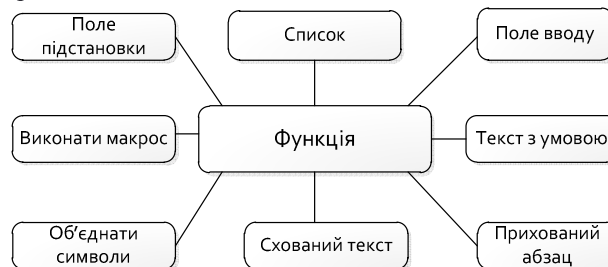 Поле
підстановки
Список
Поле вводу
Виконати макрос
Функція
Текст з умовою
Об’єднати
символи
Схований текст
Прихований
абзац